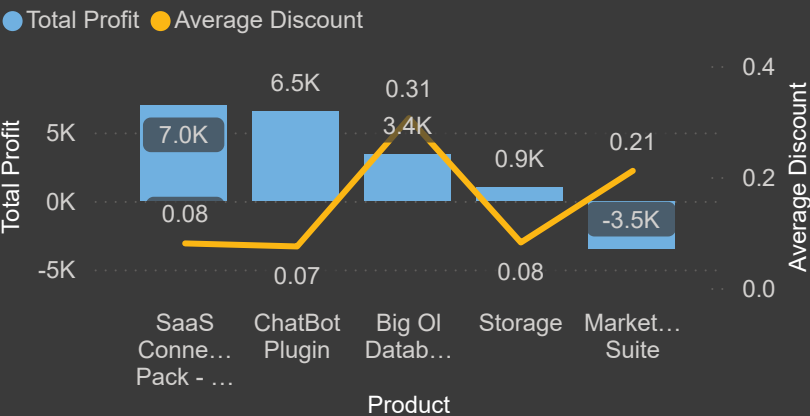 Total Profit Average Discount
Total Profit
5K
0K
-5K
7.0K
6.5K
3.4K
0.9K
-3.5K
0.08
0.07
0.31
0.08
0.21
0.4
0.2
0.0
Average Discount
SaaS
Conne…
Pack - …
ChatBot
Plugin
Big Ol
Datab…
Storage
Market…
Suite
Product